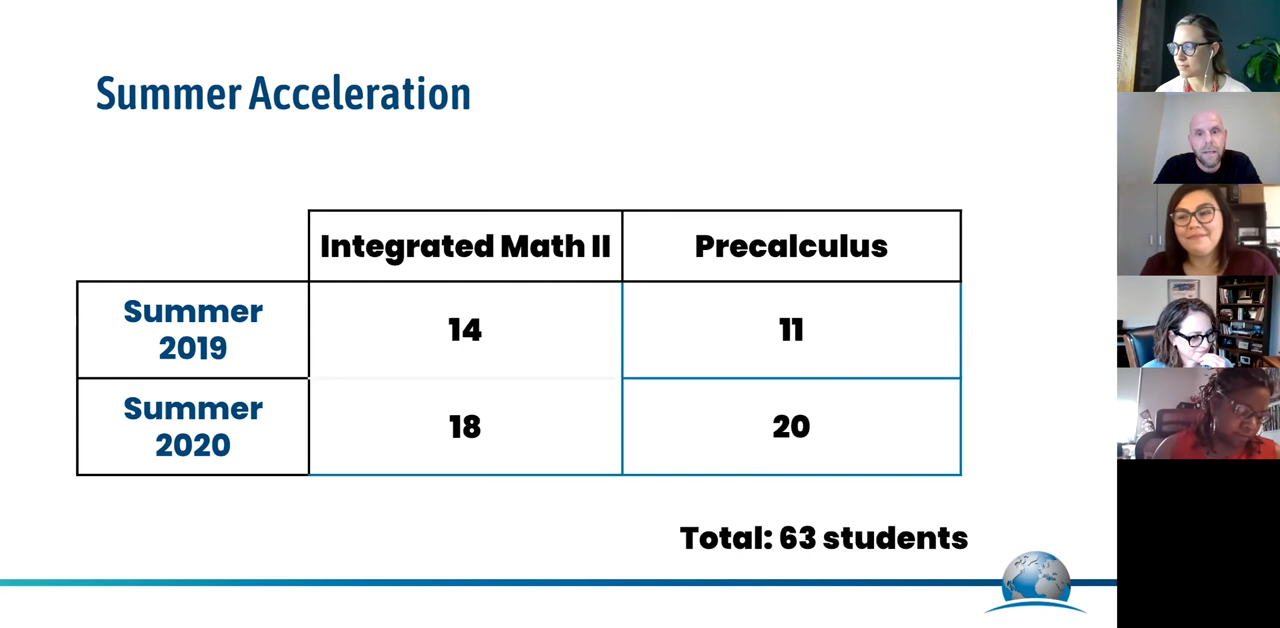 Summer Acceleration
Integrated Math II
Precalculus
Summer
2019
14
11
Summer
2020
18
20
Total: 63 students